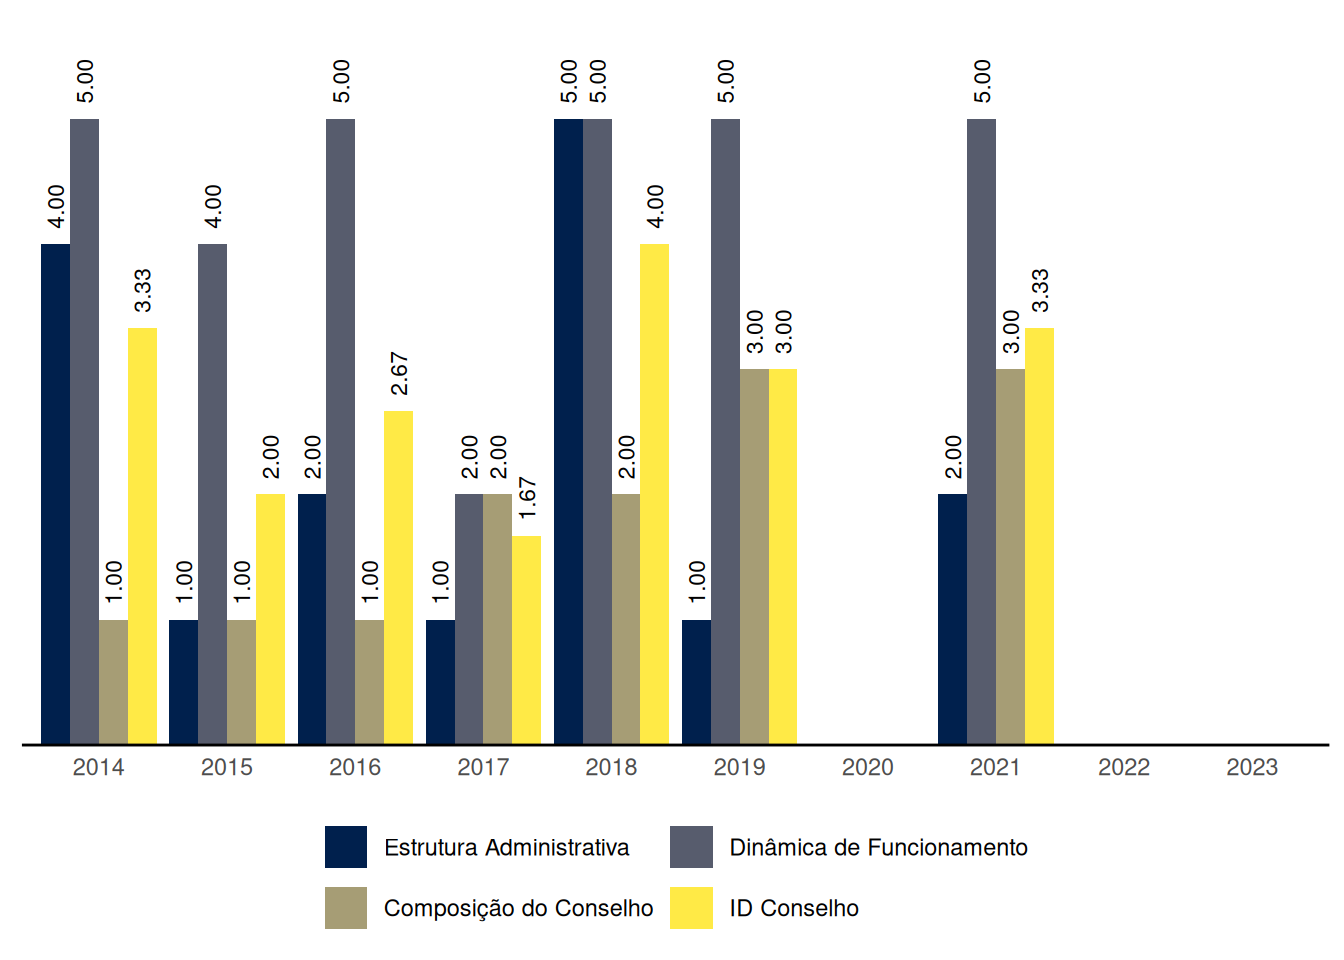 4.00 5.00 1.00 3.33 1.00 4.00 1.00 2.00 2.00 5.00 1.00 2.67 1.00 2.00 2.00 1.67 5.00 5.00 2.00 4.00 1.00 5.00 3.00 3.00 2.00 5.00 3.00 3.33
2014 2015 2016 2017 2018 2019 2020 2021 2022 2023
Estrutura Administrativa Dinâmica de Funcionamento
Composição do Conselho ID Conselho